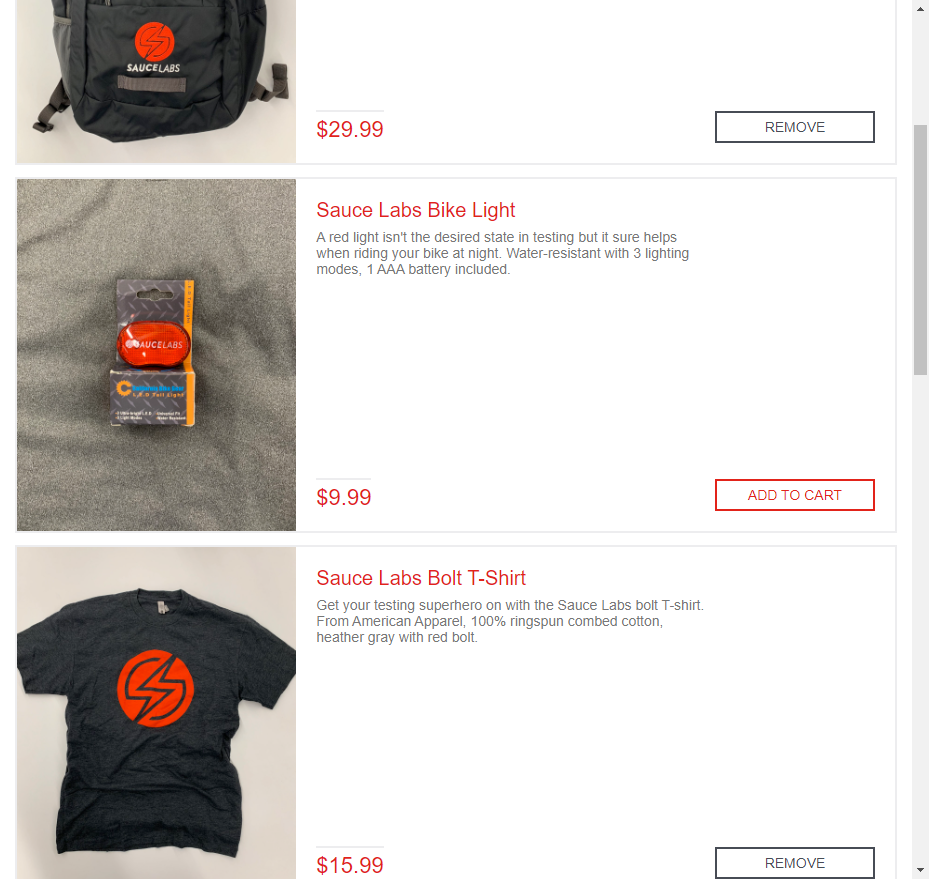 SAUCELABS
$29.99
REMOVE
Sauce Labs Bike Light
A red light isn't the desired state in testing but it sure helps
when riding your bike at night. Water-resistant with 3 lighting
modes, 1 AAA battery included.
SAUCELABS
L.E.D Tail Light
$9.99
ADD TO CART
Sauce Labs Bolt T-Shirt
Get your testing superhero on with the Sauce Labs bolt T-shirt.
From American Apparel, 100% ringspun combed cotton,
heather gray with red bolt.
$15.99
REMOVE